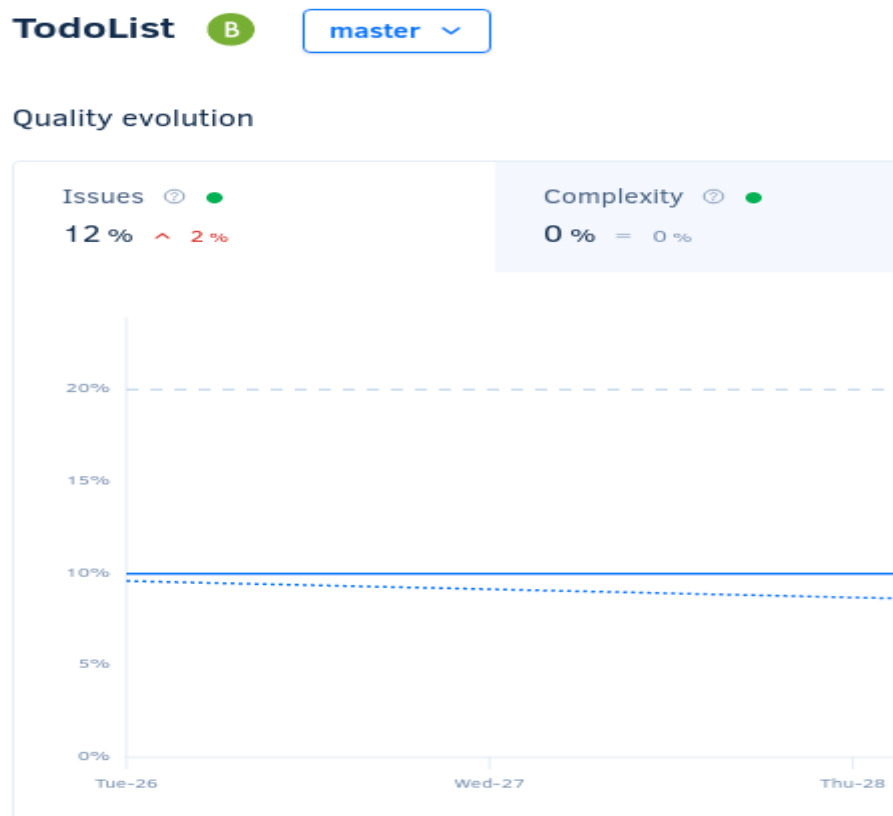 TodoList B master
Quality evolution
Issues Complexity
12 % 2 % 0 % = 0 %
20%
15%
10%
5%
0%
Tue-26 Wed-27 Thu-28